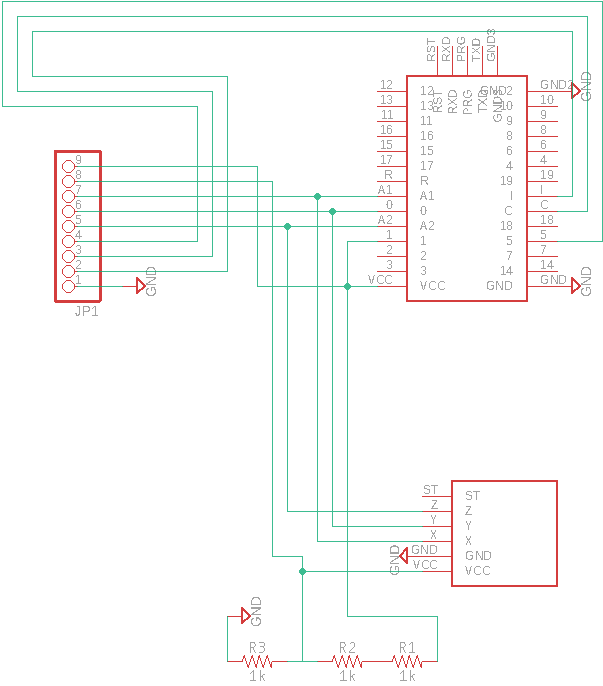 RST RXD PRG TXD GND3
12 12 RST RXD PRG TXD GND3 GND2 GND2 GND
13 13 10 10
11 11 9 9
16 16 8 8
15 15 6 6
17 17 4 4
R R 19 19
A1 A1 I I
0 0 C C
A2 A2 18 18
1 1 5 5
2 2 7 7
3 3 14 14
VCC VCC GND GND GND
9
8
7
6
5
4
3
2
1 GND
JP1
ST ST
Z Z
Y Y
X X
GND GND GND
VCC VCC
GND
R3 R2 R1
1k 1k 1k